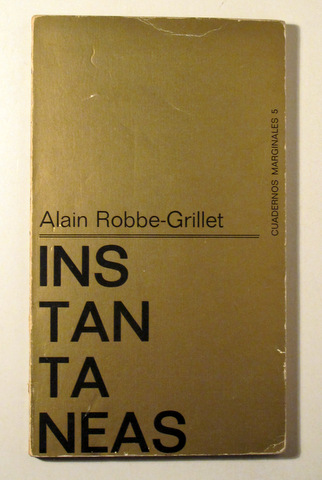 CUADERNOS MARGINALES 5
Alain Robbe-Grillet
INS
TAN
TA
NEAS